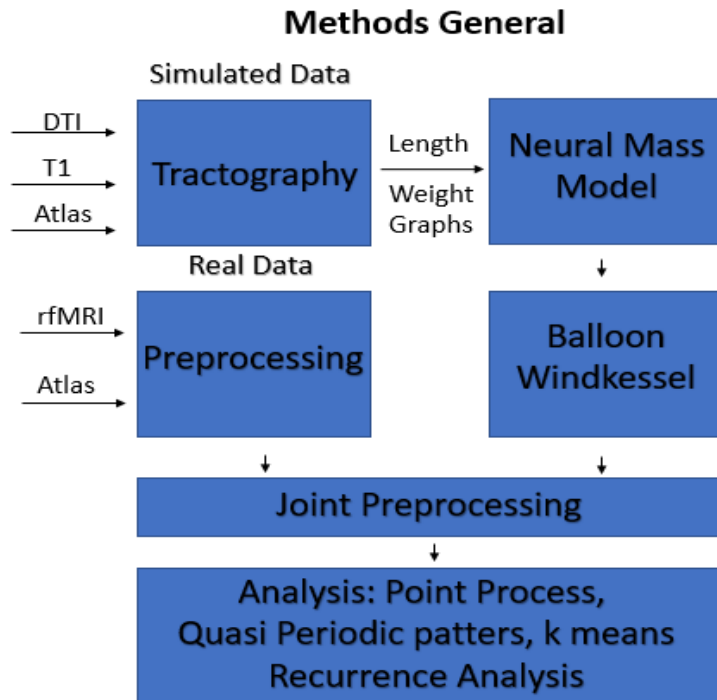 Methods General
Simulated Data
DTI
T1
Atlas
Tractography
Length
Weight
Graphs
Neural Mass
Model
Real Data
rfMRI
Atlas
Preprocessing
Balloon
Windkessel
Joint Preprocessing
Analysis: Point Process,
Quasi Periodic patters, k means
Recurrence Analysis